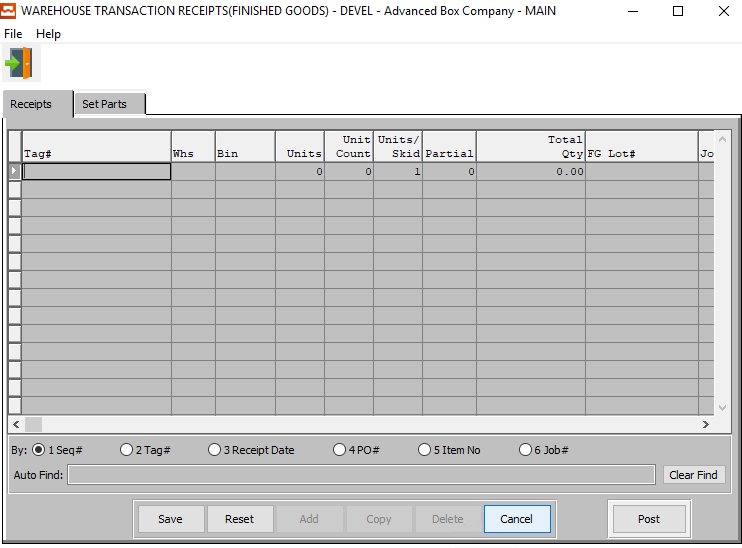 WAREHOUSE TRANSACTION RECEIPTS(FINISHED GOODS) - DEVEL - Advanced Box Company - MAIN
File Help
Receipts Set Parts
Unit Units/ Total
Tag# Whs Bin Units Count Skid Partial Qty FG Lot# Jo
0 0 1 0 0.00
By: 1 Seq# 2 Tag# 3 Receipt Date 4 PO# 5 Item No 6 Job#
Auto Find: Clear Find
Save Reset Add Copy Delete Cancel Post